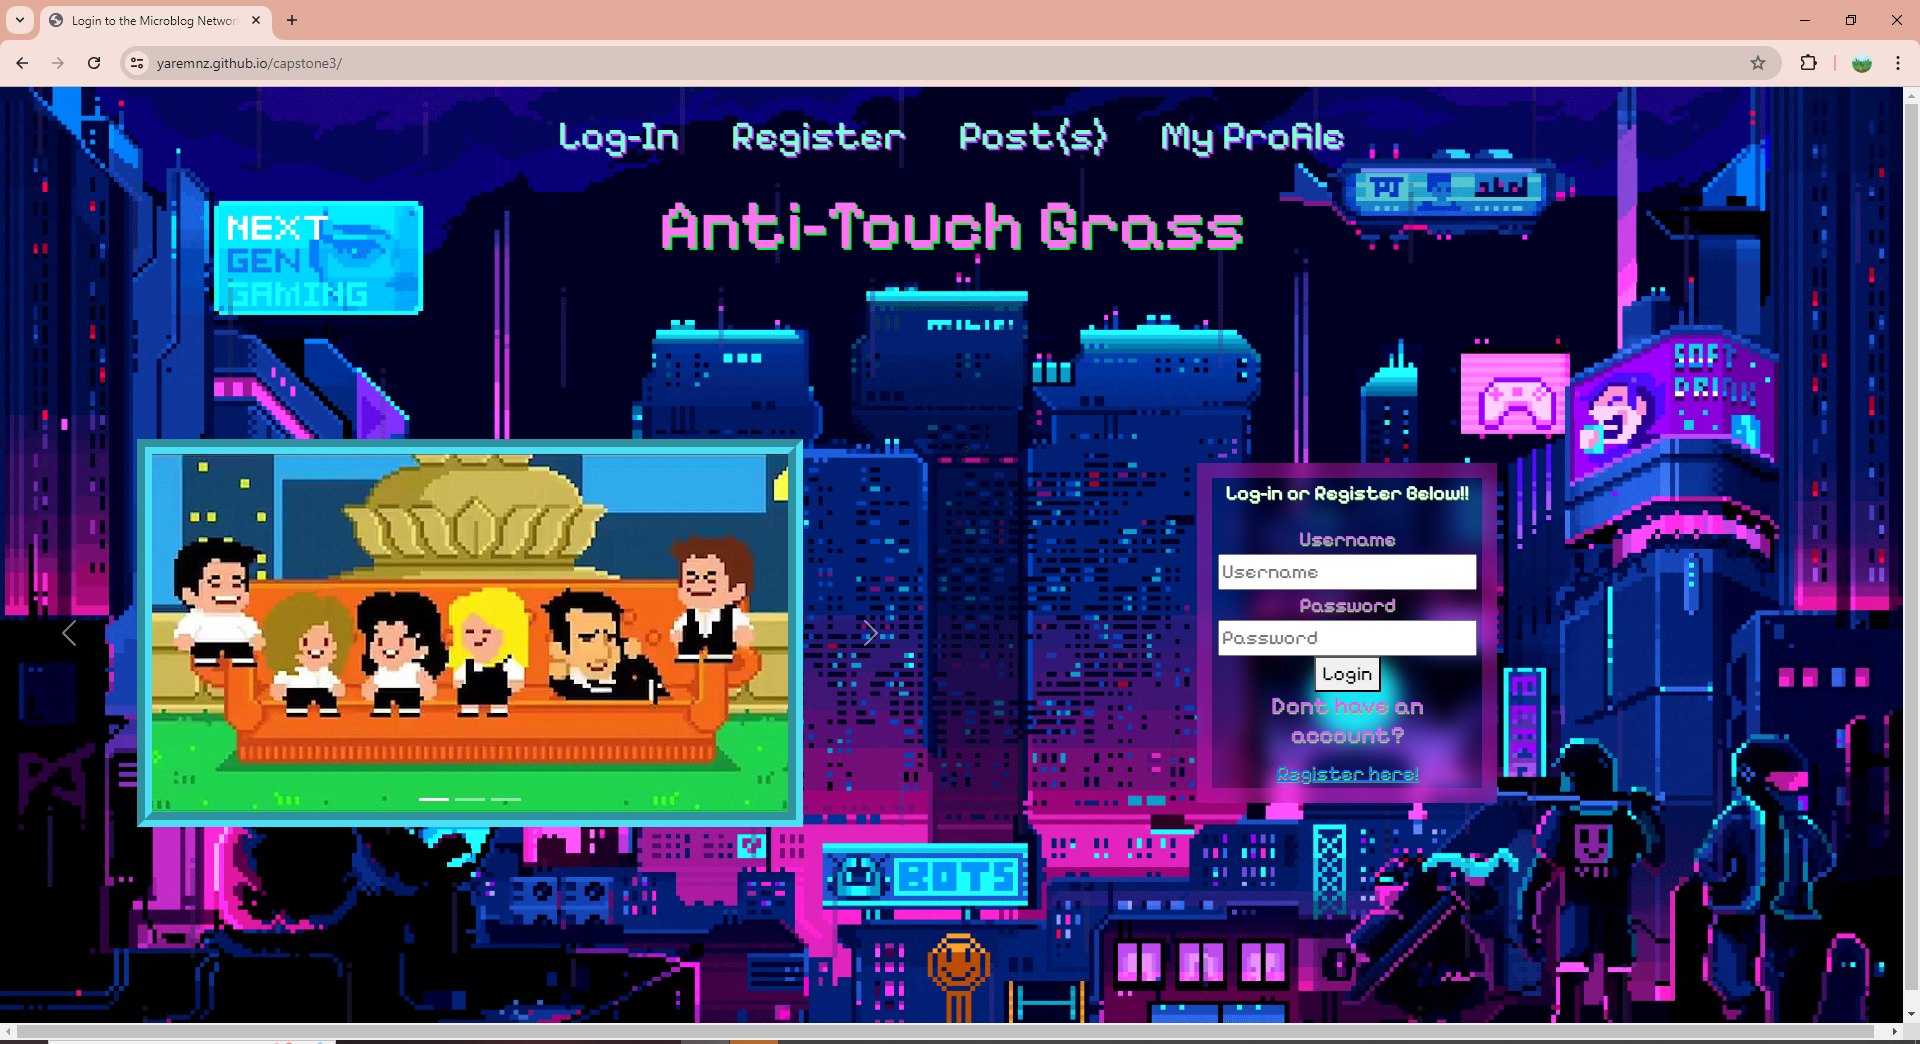 Login to the Microblog Networ
yaremnz.github.io/capstone3/
Log-In Register Post{s} My Profile
Anti-Touch Grass
NEXT
GEN
GAMING
SOFT
DRINK
Log-in or Register Below!!
Username
Username
Password
Password
Login
Dont have an
account?
Register here!
BOTS